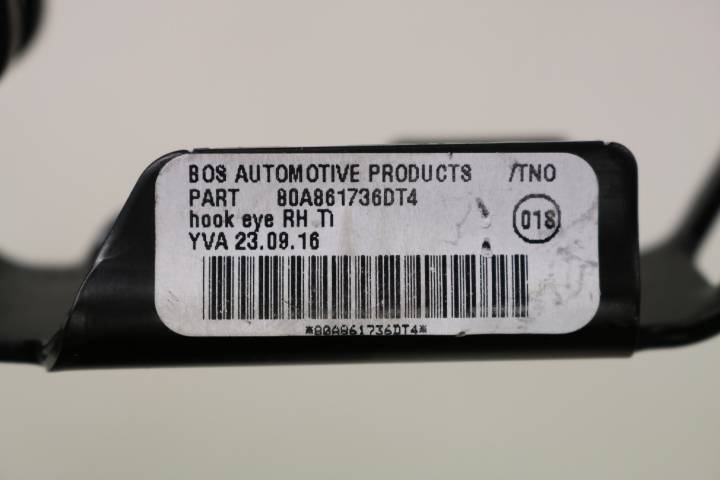 BOS AUTOMOTIVE PRODUCTS /TNO
PART 80A861736DT4
hook eye RH Ti
018
YVA 23.09.16
*80A861736DT4*